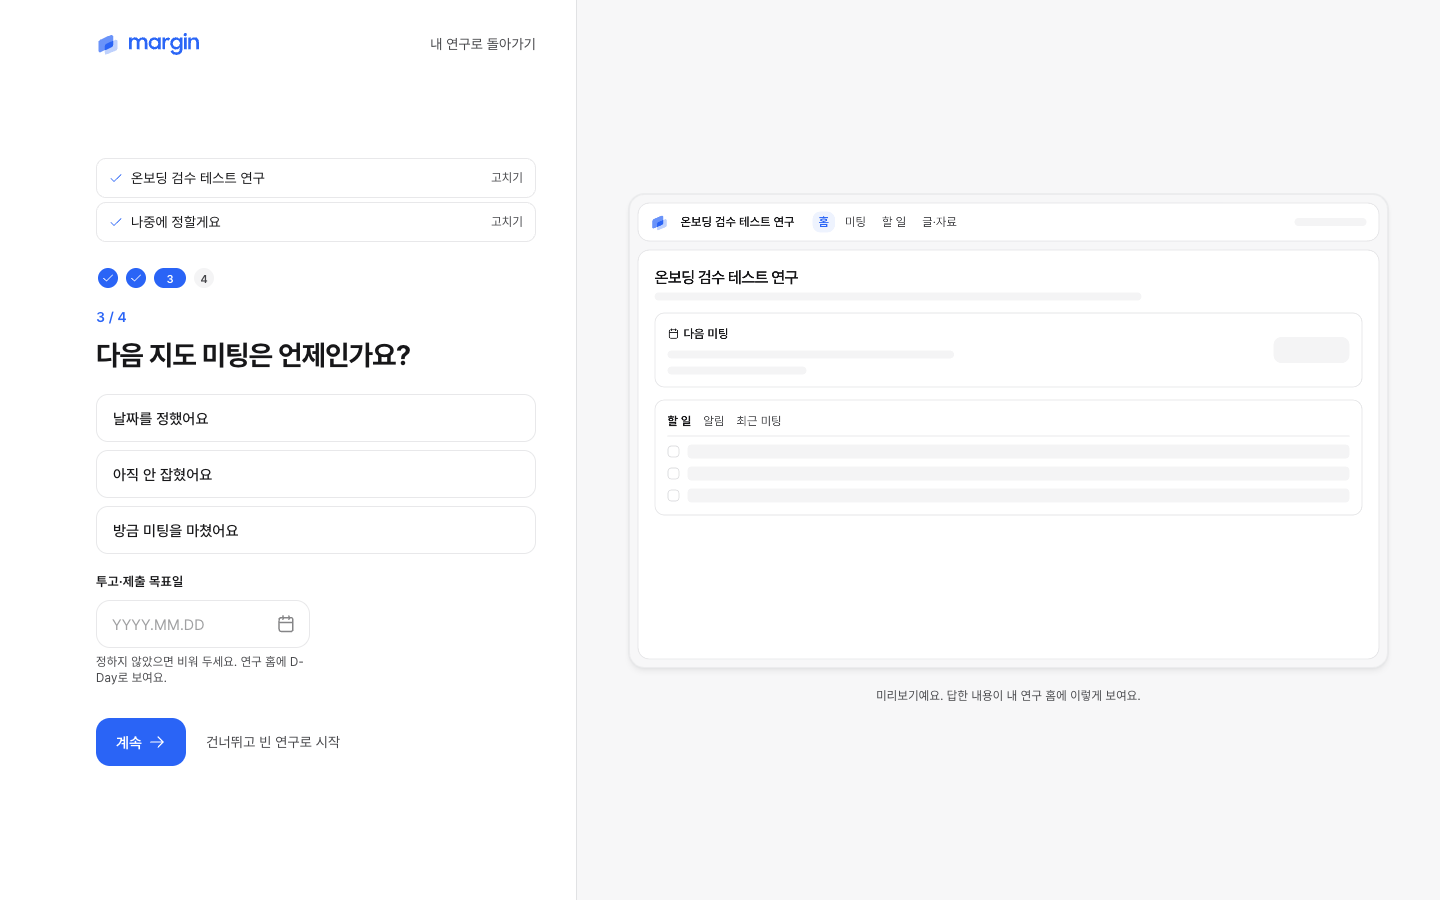 margin
내 연구로 돌아가기
온보딩 검수 테스트 연구
고치기
나중에 정할게요
고치기
3
4
3 / 4
다음 지도 미팅은 언제인가요?
날짜를 정했어요
아직 안 잡혔어요
방금 미팅을 마쳤어요
투고·제출 목표일
YYYY.MM.DD
정하지 않았으면 비워 두세요. 연구 홈에 D-
Day로 보여요.
계속
건너뛰고 빈 연구로 시작
온보딩 검수 테스트 연구
홈
미팅
할 일
글·자료
온보딩 검수 테스트 연구
다음 미팅
할 일
알림
최근 미팅
미리보기예요. 답한 내용이 내 연구 홈에 이렇게 보여요.